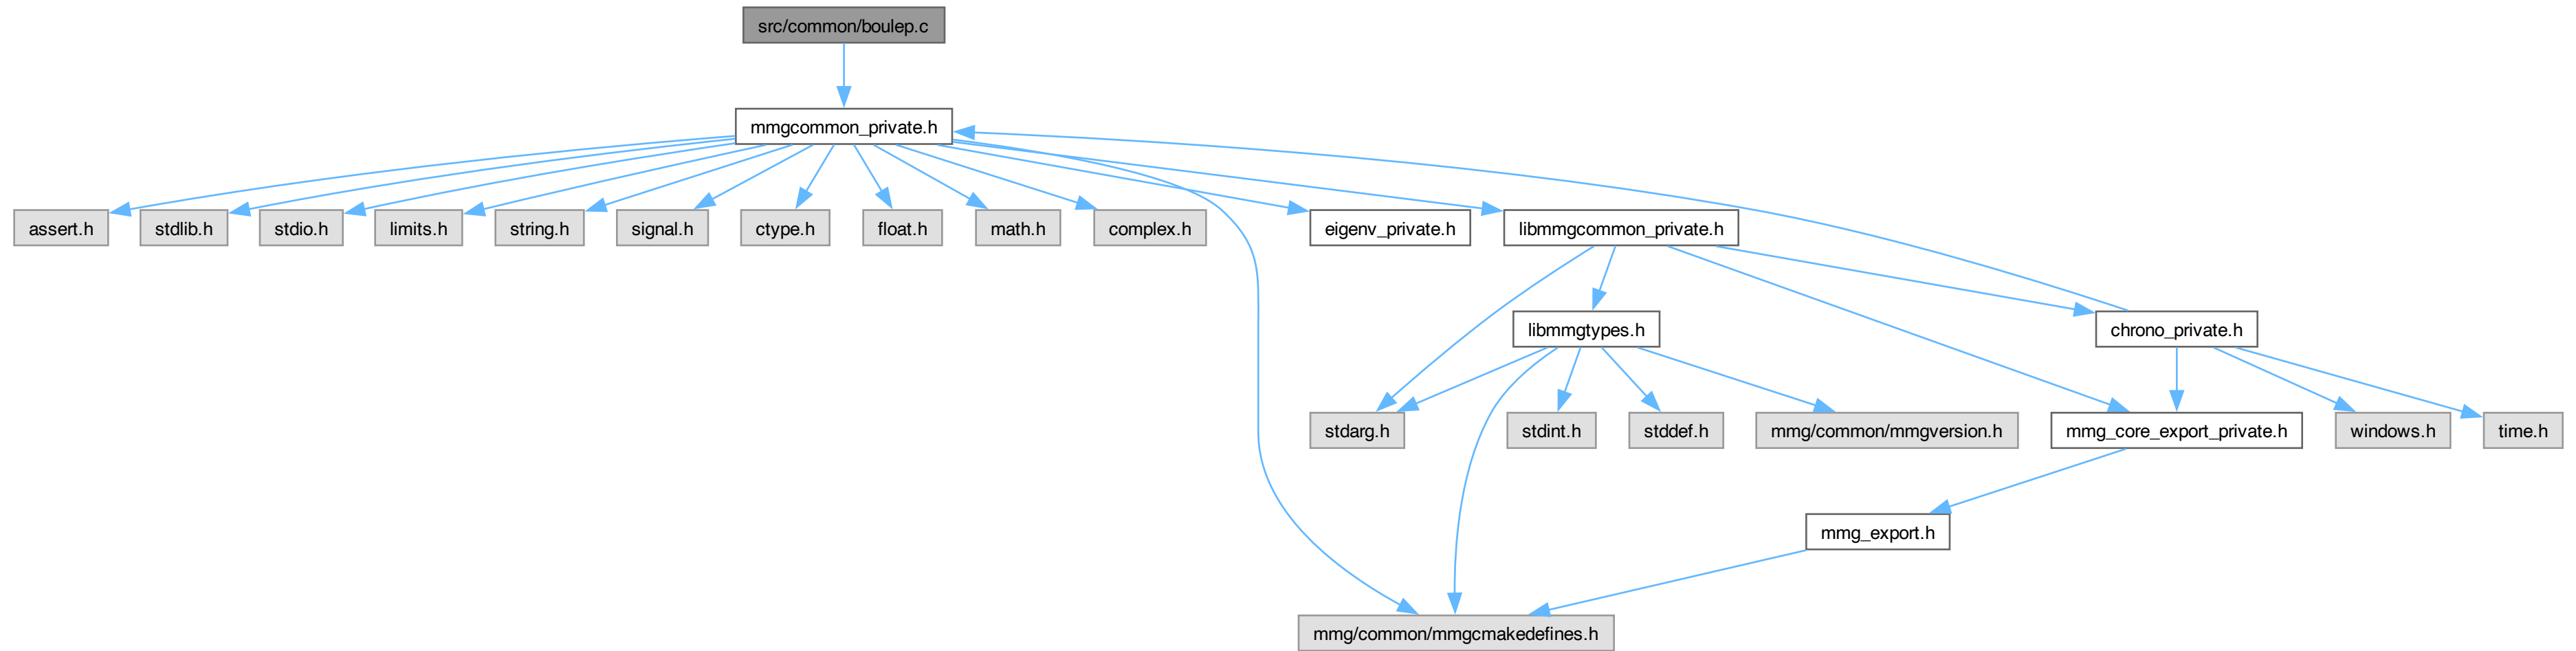 src/common/boulep.c
mmgcommon_private.h
assert.h
stdlib.h
stdio.h
limits.h
string.h
signal.h
ctype.h
float.h
math.h
complex.h
eigenv_private.h
libmmgcommon_private.h
libmmgtypes.h
chrono_private.h
stdarg.h
stdint.h
stddef.h
mmg/common/mmgversion.h
mmg_core_export_private.h
windows.h
time.h
mmg_export.h
mmg/common/mmgcmakedefines.h